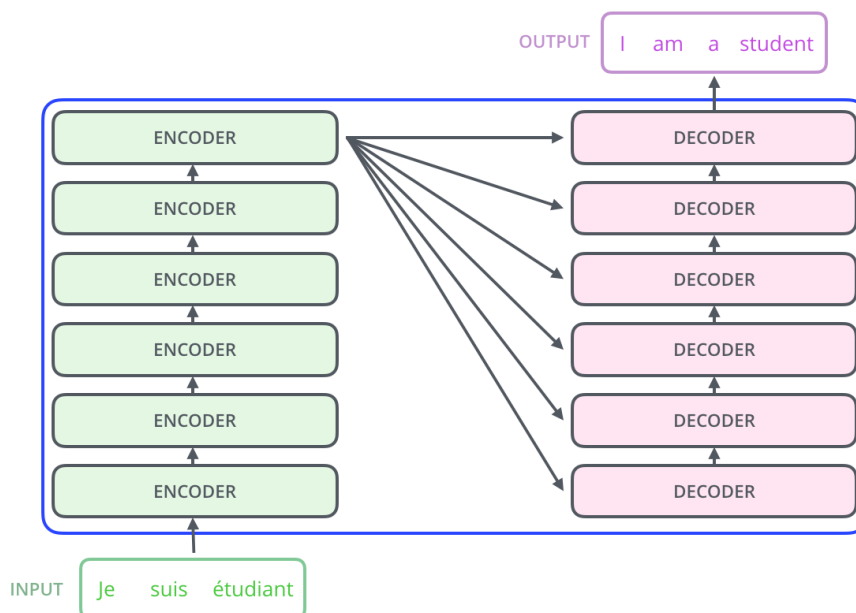 OUTPUT
I am a student
ENCODER
DECODER
ENCODER
DECODER
ENCODER
DECODER
ENCODER
DECODER
ENCODER
DECODER
ENCODER
DECODER
INPUT
Je suis étudiant